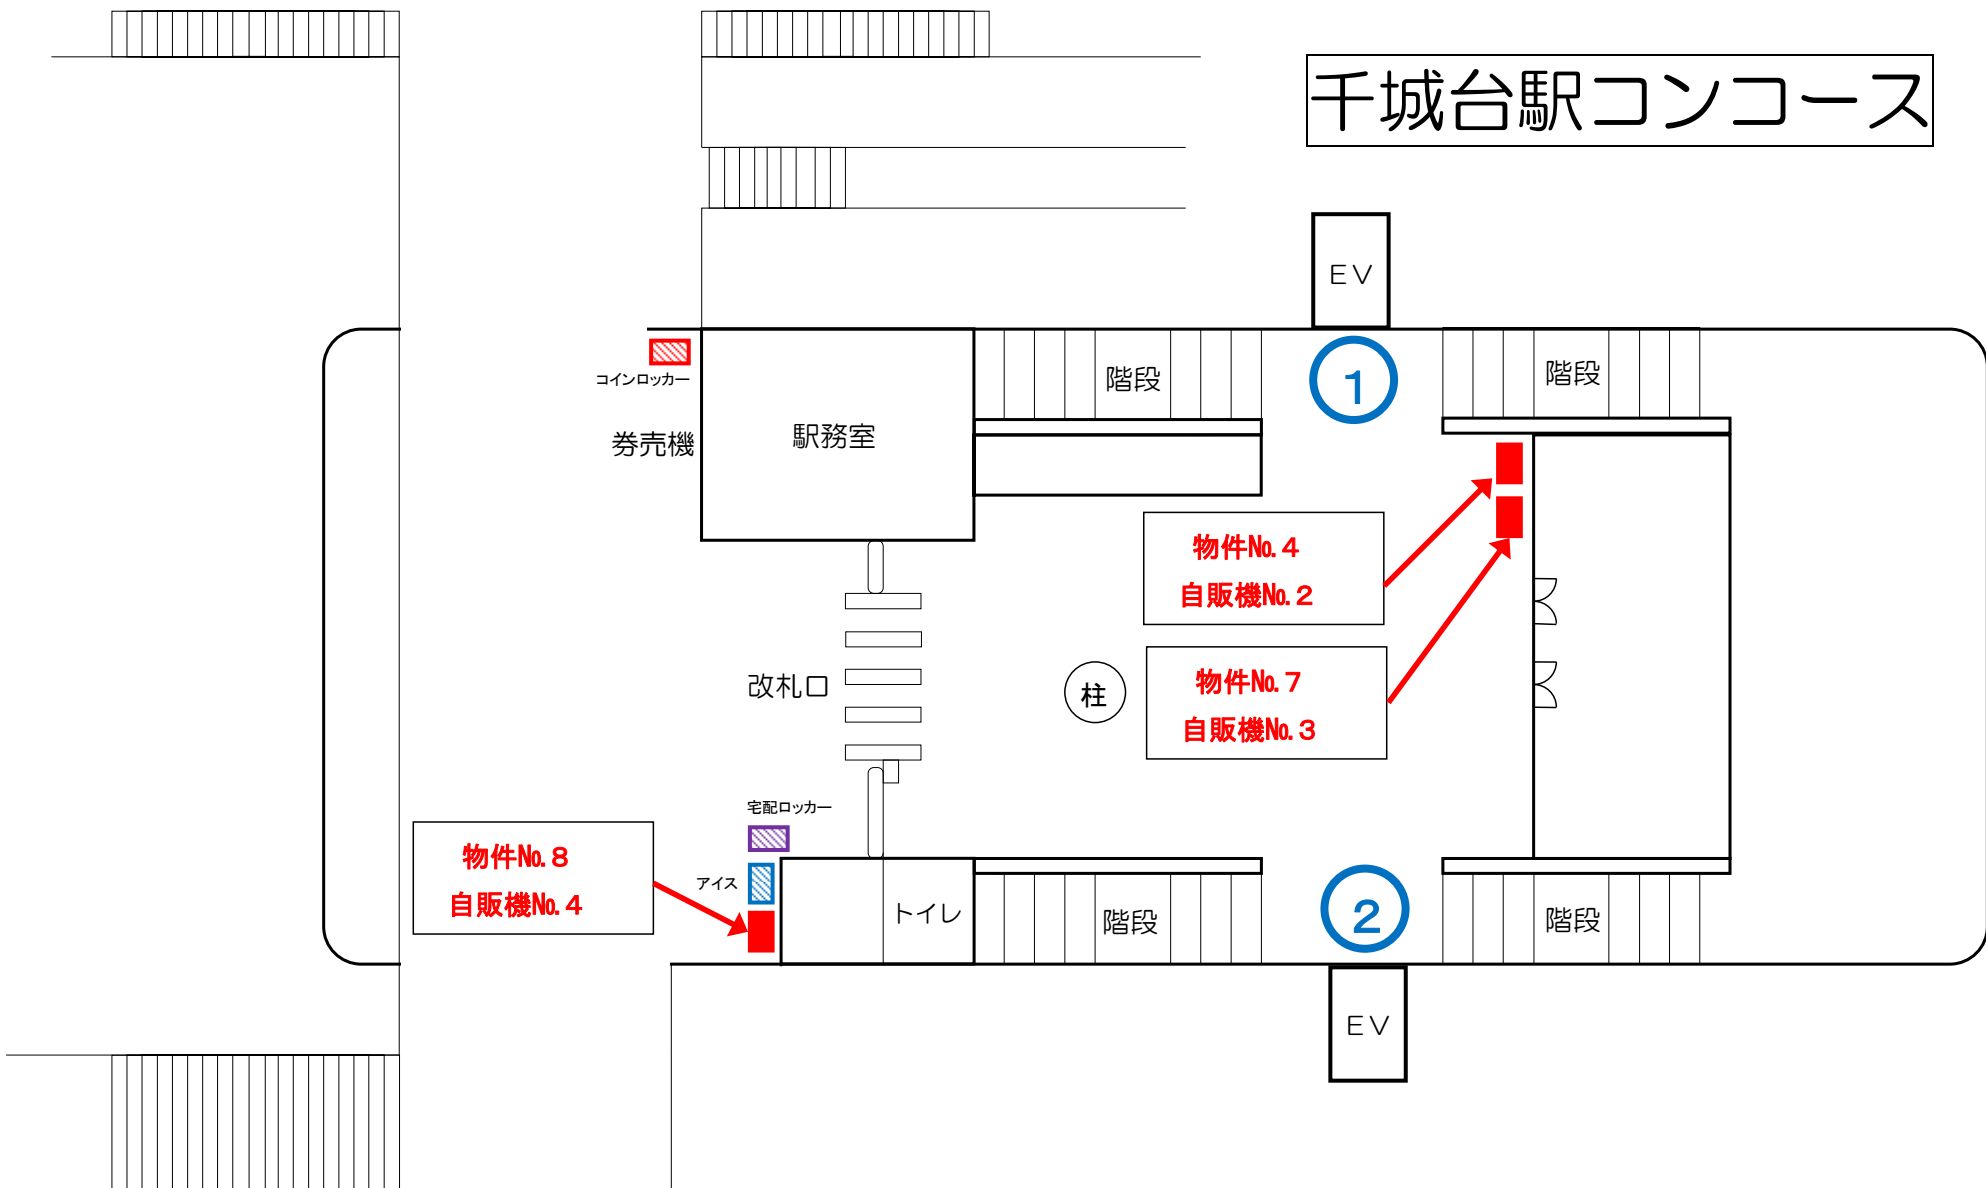 千城台駅コンコース
EV
1
コインロッカー
階段
階段
券売機
駅務室
物件№4
自販機№2
改札口
柱
物件№7
自販機№3
宅配ロッカー
物件№8
自販機№4
アイス
トイレ
階段
2
階段
EV